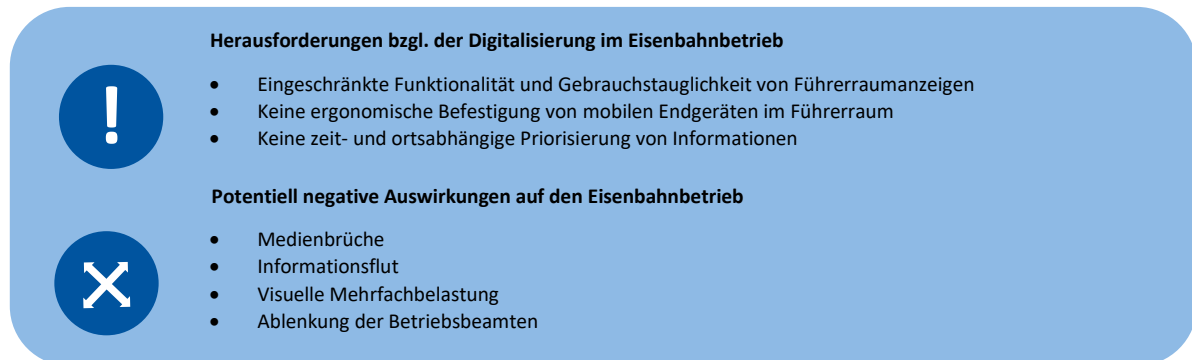 Herausforderungen bzgl. der Digitalisierung im Eisenbahnbetrieb
• Eingeschränkte Funktionalität und Gebrauchstauglichkeit von Führerraumanzeigen
• Keine ergonomische Befestigung von mobilen Endgeräten im Führerraum
• Keine zeit- und ortsabhängige Priorisierung von Informationen
Potentiell negative Auswirkungen auf den Eisenbahnbetrieb
• Medienbrüche
• Informationsflut
• Visuelle Mehrfachbelastung
• Ablenkung der Betriebsbeamten